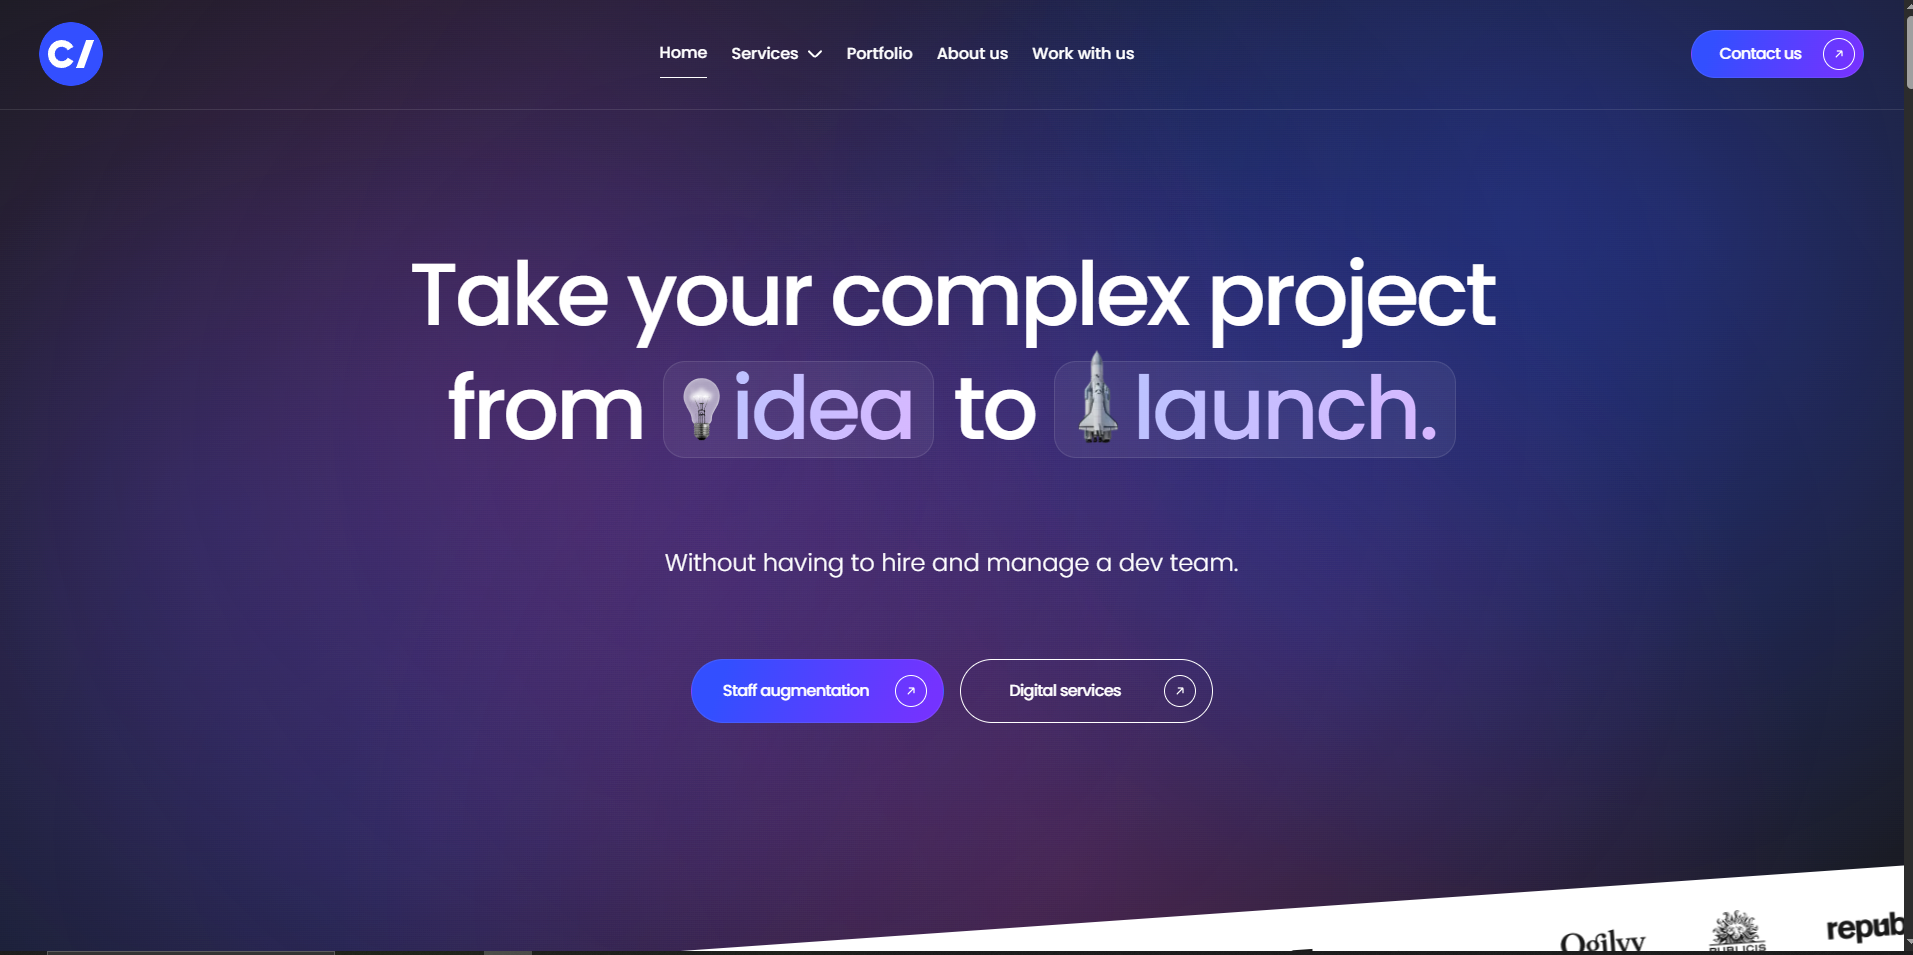 C/
Home
Services
Portfolio
About us
Work with us
Contact us
Take your complex project
from idea to launch.
Without having to hire and manage a dev team.
Staff augmentation
Digital services
Ogilvy
PUBLICIS
repub